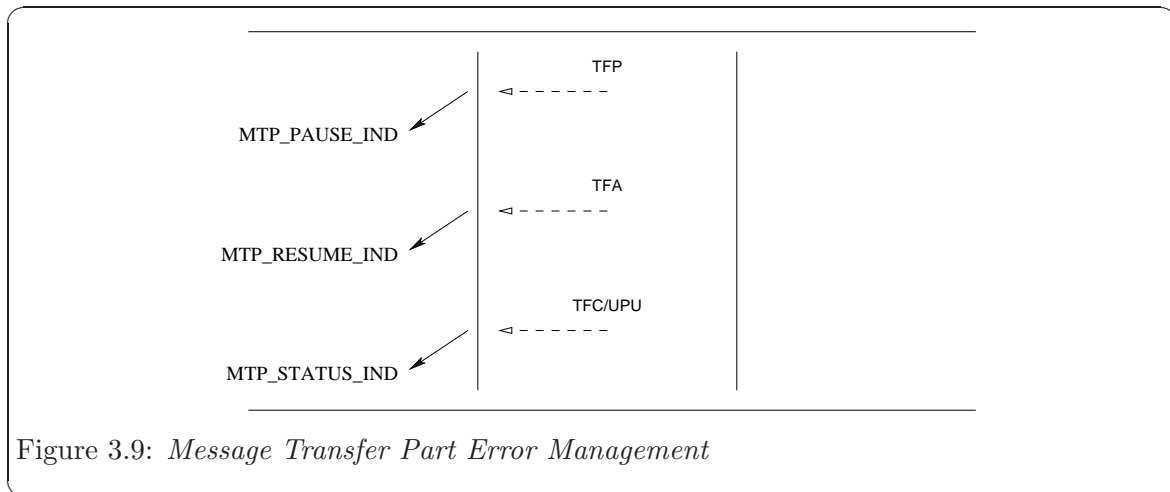 TFP
MTP_PAUSE_IND
TFA
MTP_RESUME_IND
TFC/UPU
MTP_STATUS_IND
Figure 3.9: Message Transfer Part Error Management